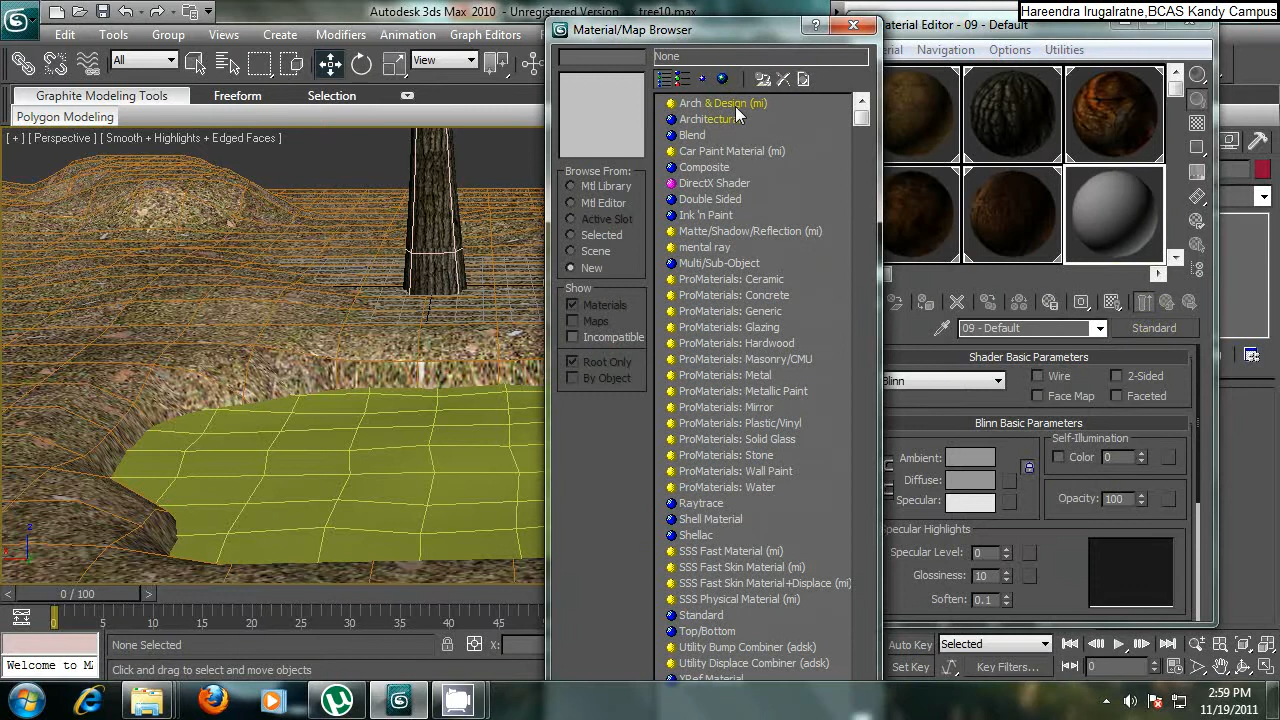 Autodesk 3ds Max 2010 - Unregistered Version
tree10.max
Hareendra Irugalratne,BCAS Kandy Campus
Edit Tools Group Views Create Modifiers Animation Graph Editors
All
View
Graphite Modeling Tools Freeform Selection
Polygon Modeling
[ + ] [ Perspective ] [ Smooth + Highlights + Edged Faces ]
Material/Map Browser
None
Browse From:
Mtl Library
Mtl Editor
Active Slot
Selected
Scene
New
Show
Materials
Maps
Incompatible
Root Only
By Object
Arch & Design (mi)
Architectural
Blend
Car Paint Material (mi)
Composite
DirectX Shader
Double Sided
Ink 'n Paint
Matte/Shadow/Reflection (mi)
mental ray
Multi/Sub-Object
ProMaterials: Ceramic
ProMaterials: Concrete
ProMaterials: Generic
ProMaterials: Glazing
ProMaterials: Hardwood
ProMaterials: Masonry/CMU
ProMaterials: Metal
ProMaterials: Metallic Paint
ProMaterials: Mirror
ProMaterials: Plastic/Vinyl
ProMaterials: Solid Glass
ProMaterials: Stone
ProMaterials: Wall Paint
ProMaterials: Water
Raytrace
Shell Material
Shellac
SSS Fast Material (mi)
SSS Fast Skin Material (mi)
SSS Fast Skin Material+Displace (mi)
SSS Physical Material (mi)
Standard
Top/Bottom
Utility Bump Combiner (adsk)
Utility Displace Combiner (adsk)
XRef Material
aterial Editor - 09 - Default
ial Navigation Options Utilities
09 - Default Standard
Shader Basic Parameters
Blinn
Wire 2-Sided
Face Map Faceted
Blinn Basic Parameters
Self-Illumination
Ambient: Color 0
Diffuse:
Specular: Opacity: 100
Specular Highlights
Specular Level: 0
Glossiness: 10
Soften: 0.1
z
x
< 0 / 100 >
0 5 10 15 20 25 30 35 40 45
None Selected X:
Welcome to M
Click and drag to select and move objects
Auto Key Selected
Set Key Key Filters... 0
2:59 PM
11/19/2011